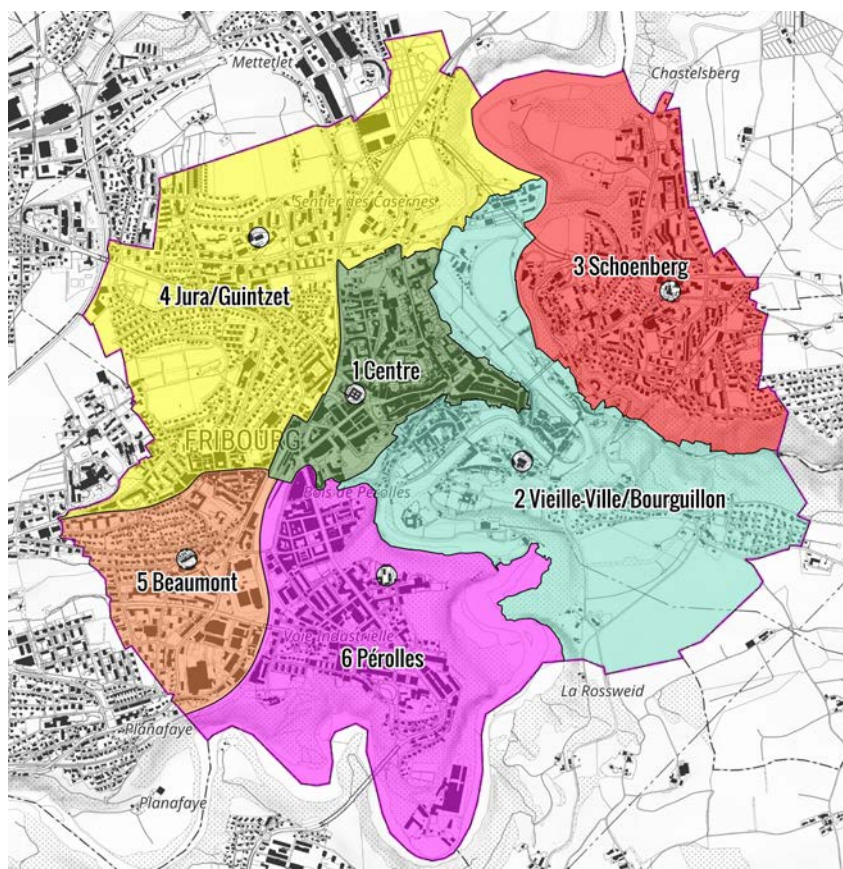 Mettetlet
Chastelsberg
Sentier des Casernes
3 Schoenberg
4 Jura/Guintzet
1 Centre
FRIBOURG
Bois de Pérolles
2 Vieille-Ville/Bourguillon
5 Beaumont
Voie Industrielle
6 Pérolles
La Rossweid
Planafaye
Planafaye